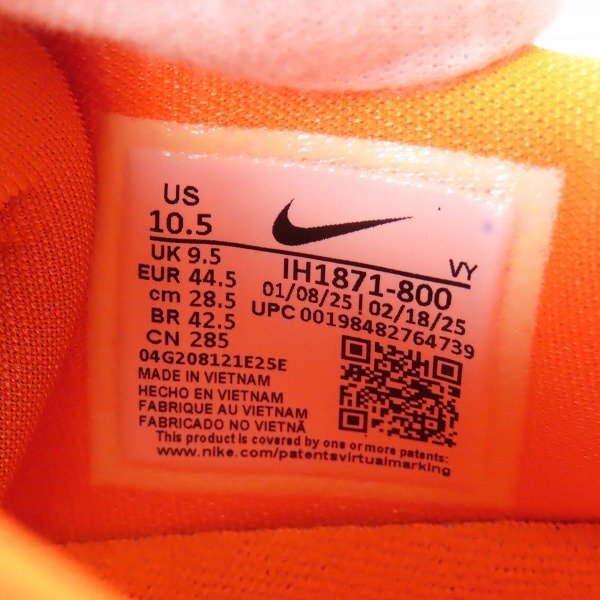 US
10.5
UK 9.5
EUR 44.5
cm 28.5
BR 42.5
CN 285
VY
IH1871-800
01/08/25 | 02/18/25
UPC 00198482764739
04G208121E25E
MADE IN VIETNAM
HECHO EN VIETNAM
FABRIQUE AU VIETNAM
FABRICADO NO VIETNÃ
This product is covered by one or more patents:
www.nike.com/patentsvirtualmarking